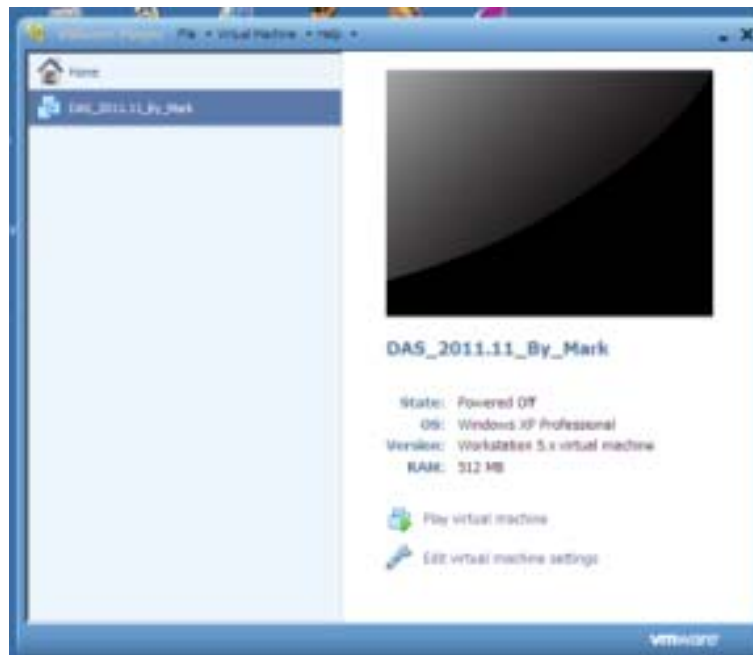 File Virtual Machine Help
Home
DAS_2011.11_By_Mark
DAS_2011.11_By_Mark
State: Powered Off
OS: Windows XP Professional
Version: Workstation 5.x virtual machine
RAM: 512 MB
Play virtual machine
Edit virtual machine settings
vmware